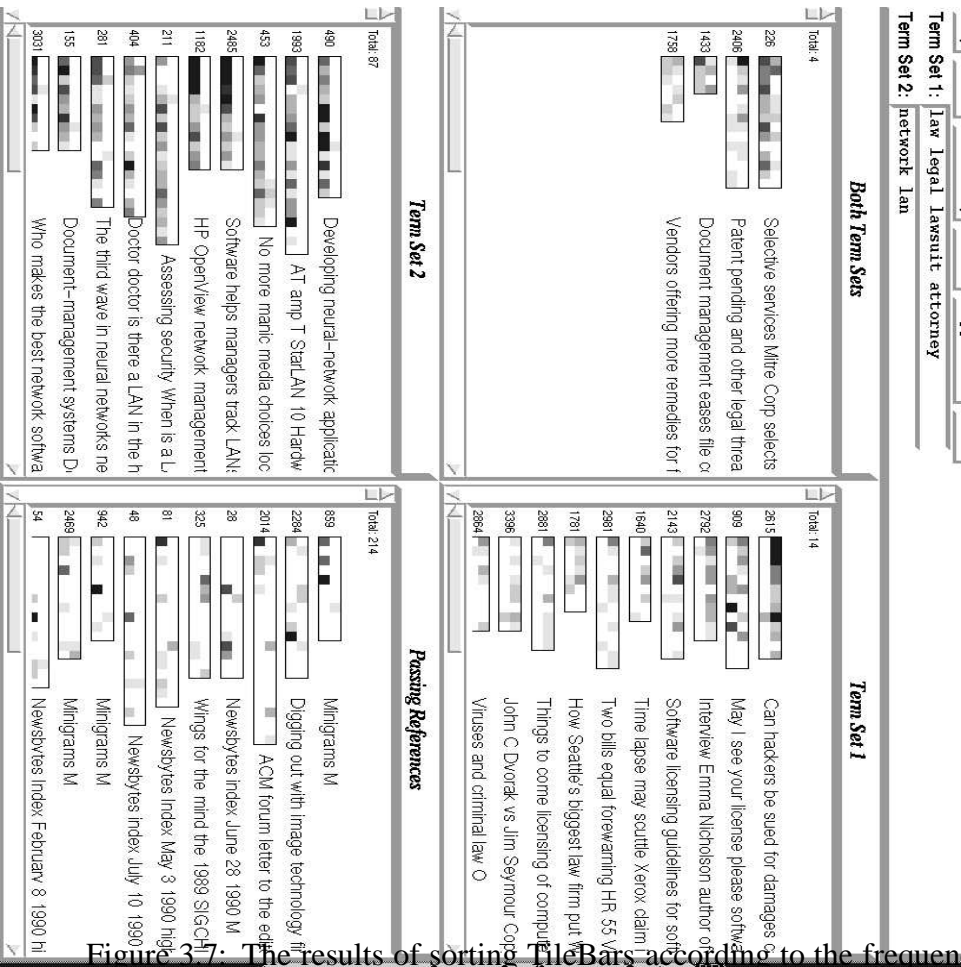 Term Set 1: law legal lawsuit attorney
Term Set 2: network lan
Both Term Sets
Total: 4
226 Selective services Mitre Corp selects
2406 Patent pending and other legal threa
1433 Document management eases file c
1758 Vendors offering more remedies for f
Term Set 1
Total: 14
2615 Can hackers be sued for damages c
909 May I see your license please softwa
2792 Interview Emma Nicholson author of
2143 Software licensing guidelines for soft
1640 Time lapse may scuttle Xerox claim
2981 Two bills equal forewarning HR 55 V
1781 How Seattle's biggest law firm put W
2881 Things to come licensing of compute
3396 John C Dvorak vs Jim Seymour Cop
2864 Viruses and criminal law O
Term Set 2
Total: 87
490 Developing neural-network applicatic
1993 AT amp T StarLAN 10 Hardw
453 No more manic media choices loc
2485 Software helps managers track LANs
1182 HP OpenView network management
211 Assessing security When is a L
404 Doctor doctor is there a LAN in the h
281 The third wave in neural networks ne
155 Document-management systems D
3031 Who makes the best network softwa
Passing References
Total: 214
859 Minigrams M
2284 Digging out with image technology fi
2014 ACM forum letter to the edi
28 Newsbytes index June 28 1990 M
325 Wings for the mind the 1989 SIGCH
81 Newsbytes Index May 3 1990 high
48 Newsbytes index July 10 1990
942 Minigrams M
2469 Minigrams M
54 Newsbytes Index February 8 1990 hi
Figure 3.7: The results of sorting TileBars according to the frequen